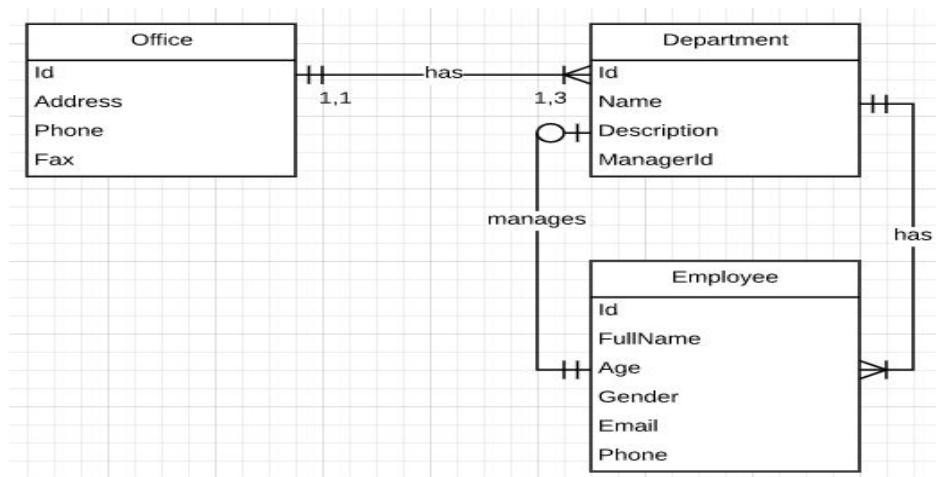 Office
Id
Address
Phone
Fax
has
1,1
1,3
Department
Id
Name
Description
ManagerId
manages
has
Employee
Id
FullName
Age
Gender
Email
Phone